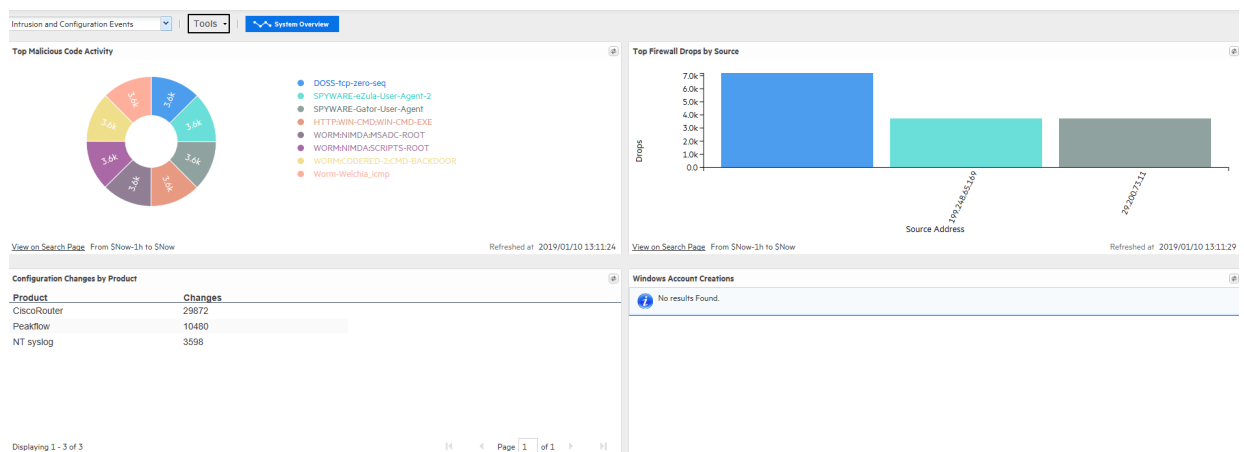 Intrusion and Configuration Events
Tools
System Overview
Top Malicious Code Activity
3.6k
3.6k
3.6k
3.6k
3.6k
3.6k
3.6k
3.6k
DOSS-tcp-zero-seq
SPYWARE-eZula-User-Agent-2
SPYWARE-Gator-User-Agent
HTTP:WIN-CMD:WIN-CMD-EXE
WORM:NIMDA:MSADC-ROOT
WORM:NIMDA:SCRIPTS-ROOT
WORM:CODERED-2:CMD-BACKDOOR
Worm-Welchia_icmp
View on Search Page From $Now-1h to $Now
Refreshed at 2019/01/10 13:11:24
Top Firewall Drops by Source
7.0k
6.0k
5.0k
4.0k
3.0k
2.0k
1.0k
0.0
Drops
199.248.65.169
29.200.73.11
Source Address
View on Search Page From $Now-1h to $Now
Refreshed at 2019/01/10 13:11:29
Configuration Changes by Product
Product Changes
CiscoRouter 29872
Peakflow 10480
NT syslog 3598
Displaying 1 - 3 of 3
Page 1 of 1
Windows Account Creations
No results Found.